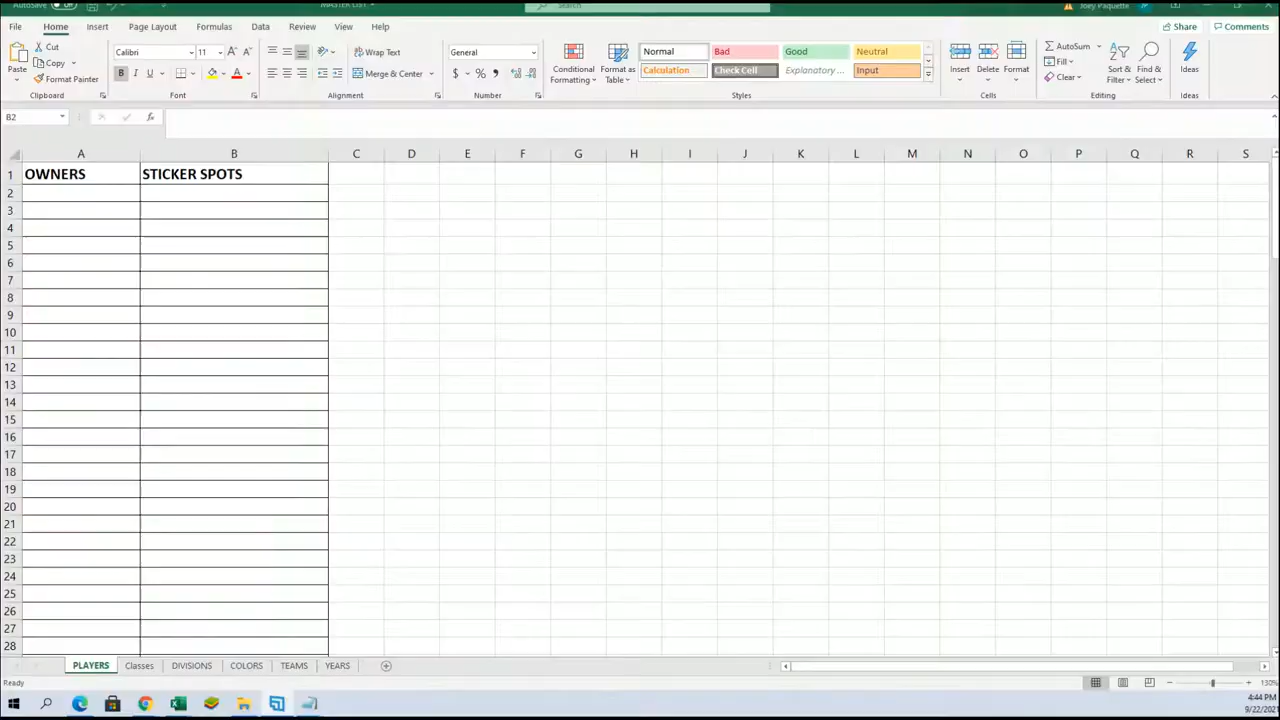 AutoSave Off MASTER LIST Search Joey Paquette
File Home Insert Page Layout Formulas Data Review View Help Share Comments
Paste Cut Calibri 11 Wrap Text General Conditional Formatting Format as Table Normal Bad Good Neutral Insert Delete Format AutoSum Sort & Filter Find & Select Ideas
Copy Fill
Format Painter B I U A Merge & Center $ % Calculation Check Cell Explanatory ... Input Clear
Clipboard Font Alignment Number Styles Cells Editing Ideas
B2 fx
A B C D E F G H I J K L M N O P Q R S
1 OWNERS STICKER SPOTS
2
3
4
5
6
7
8
9
10
11
12
13
14
15
16
17
18
19
20
21
22
23
24
25
26
27
28
PLAYERS Classes DIVISIONS COLORS TEAMS YEARS
Ready 130%
4:44 PM